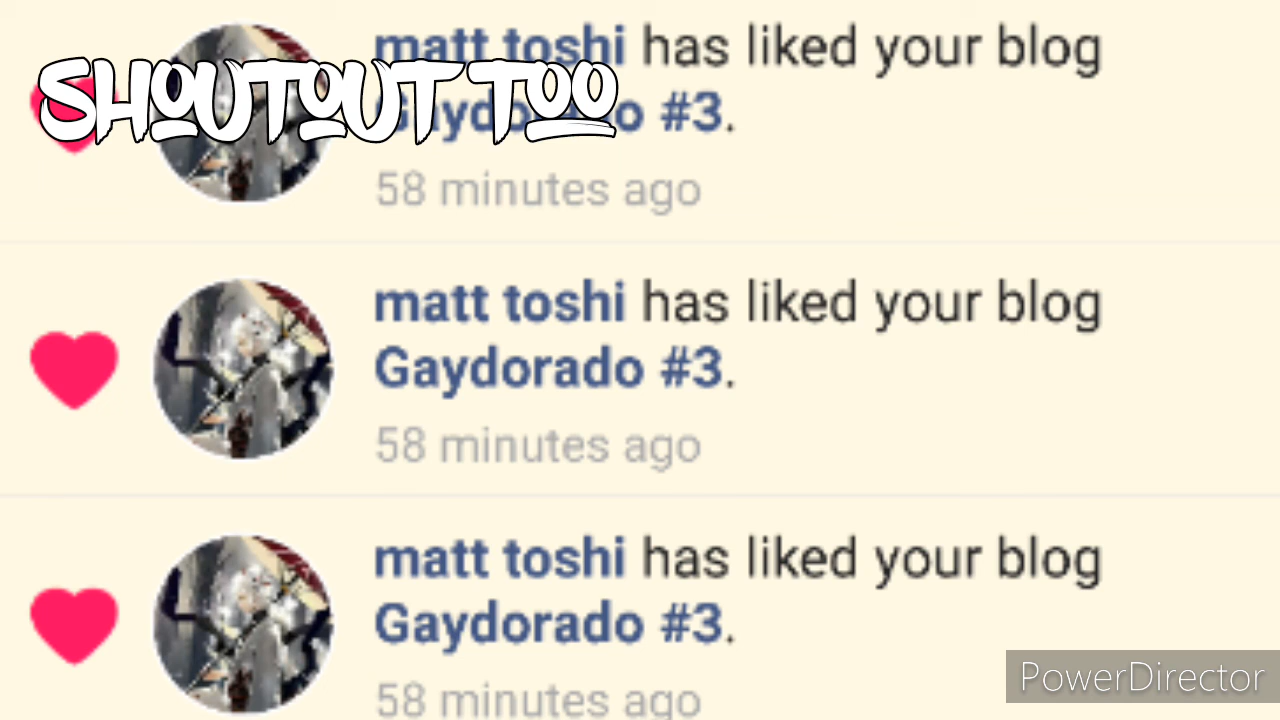 SHOUTOUT TOO
matt toshi has liked your blog
Gaydorado #3.
58 minutes ago
matt toshi has liked your blog
Gaydorado #3.
58 minutes ago
matt toshi has liked your blog
Gaydorado #3.
58 minutes ago
PowerDirector